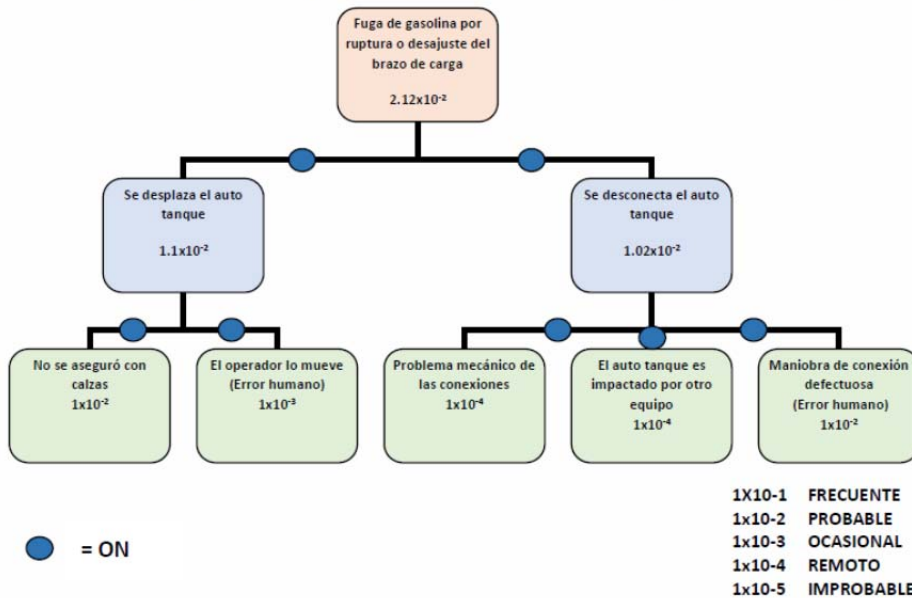 Fuga de gasolina por
ruptura o desajuste del
brazo de carga
2.12x10⁻²
Se desplaza el auto
tanque
1.1x10⁻²
Se desconecta el auto
tanque
1.02x10⁻²
No se aseguró con
calzas
1x10⁻²
El operador lo mueve
(Error humano)
1x10⁻³
Problema mecánico de
las conexiones
1x10⁻⁴
El auto tanque es
impactado por otro
equipo
1x10⁻⁴
Maniobra de conexión
defectuosa
(Error humano)
1x10⁻²
= ON
1X10-1 FRECUENTE
1x10-2 PROBABLE
1x10-3 OCASIONAL
1x10-4 REMOTO
1x10-5 IMPROBABLE